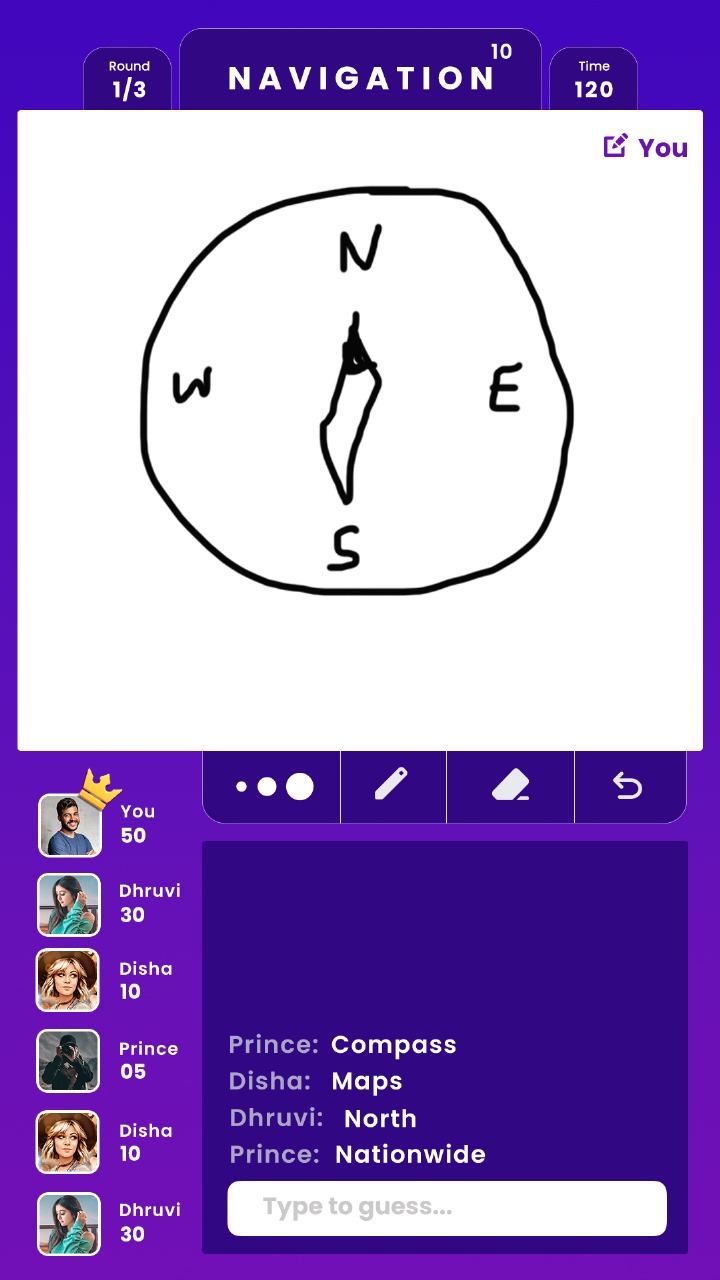 Round
1/3
NAVIGATION
10
Time
120
You
N
W
E
S
You
50
Dhruvi
30
Disha
10
Prince
05
Disha
10
Dhruvi
30
Prince: Compass
Disha: Maps
Dhruvi: North
Prince: Nationwide
Type to guess...